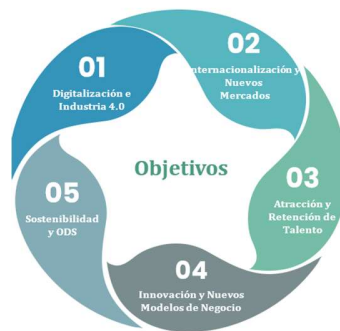 01
Digitalización e
Industria 4.0
02
Internacionalización y
Nuevos
Mercados
Objetivos
03
Atracción y
Retención de
Talento
05
Sostenibilidad
y ODS
04
Innovación y Nuevos
Modelos de Negocio